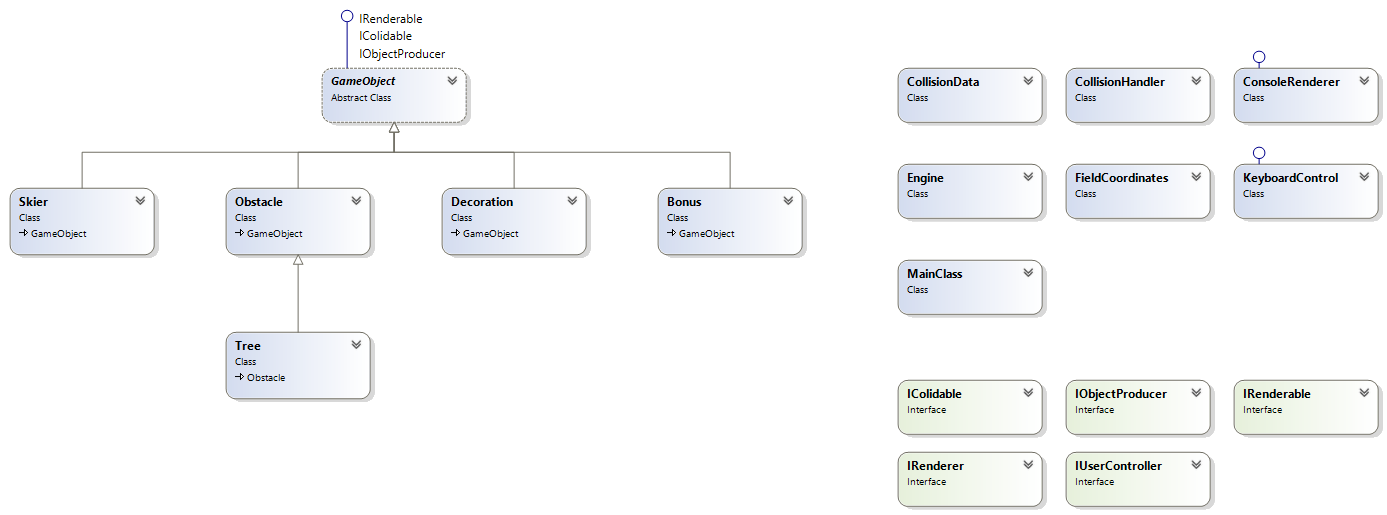 IRenderable
IColidable
IObjectProducer
GameObject
Abstract Class
Skier
Class
GameObject
Obstacle
Class
GameObject
Decoration
Class
GameObject
Bonus
Class
GameObject
Tree
Class
Obstacle
CollisionData
Class
CollisionHandler
Class
ConsoleRenderer
Class
Engine
Class
FieldCoordinates
Class
KeyboardControl
Class
MainClass
Class
IColidable
Interface
IObjectProducer
Interface
IRenderable
Interface
IRenderer
Interface
IUserController
Interface